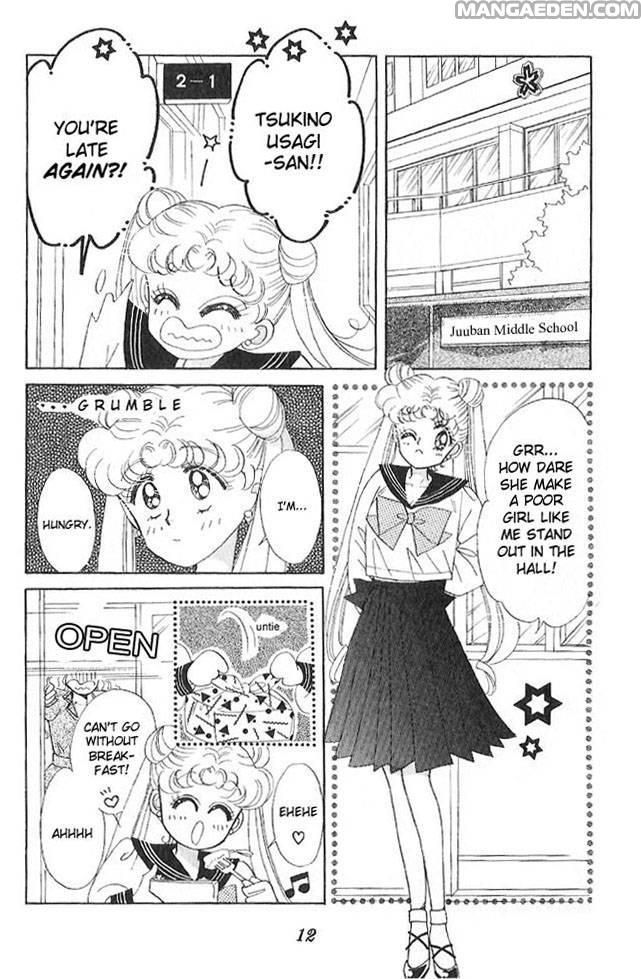 MANGAEDEN.COM
Juuban Middle School
2-1
TSUKINO
USAGI
-SAN!!
YOU'RE
LATE
AGAIN?!
GRR...
HOW DARE
SHE MAKE
A POOR
GIRL LIKE
ME STAND
OUT IN THE
HALL!
... GRUMBLE
I'M...
HUNGRY.
untie
OPEN
CAN'T GO
WITHOUT
BREAK-
FAST!
EHEHE
AHHHH
12